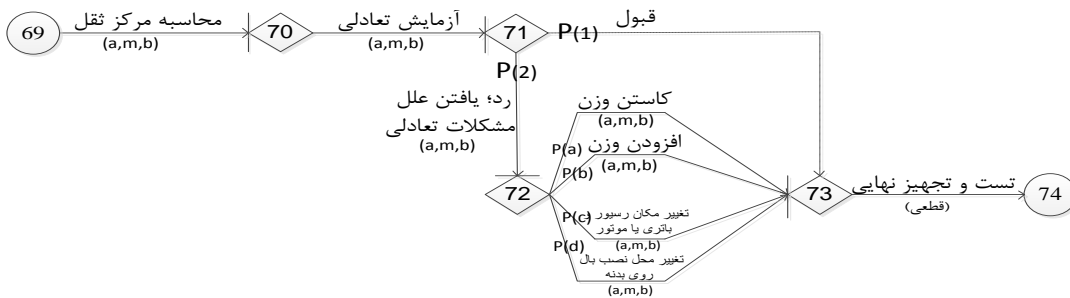 69
محاسبه مرکز ثقل
(a,m,b)
70
آزمایش تعادلی
(a,m,b)
71
P(1)
قبول
P(2)
رد؛ یافتن علل
مشکلات تعادلی
(a,m,b)
72
P(a)
کاستن وزن
(a,m,b)
P(b)
افزودن وزن
(a,m,b)
P(c)
تغییر مکان رسیور و
باتری یا موتور
(a,m,b)
P(d)
تغییر محل نصب بال
روی بدنه
(a,m,b)
73
تست و تجهیز نهایی
(قطعی)
74